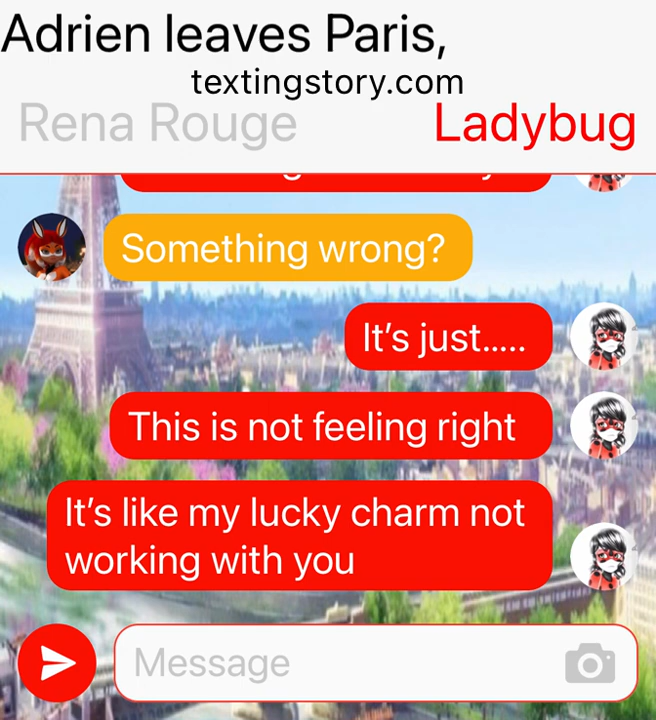 Adrien leaves Paris,
textingstory.com
Rena Rouge
Ladybug
Something wrong?
It’s just.....
This is not feeling right
It’s like my lucky charm not
working with you
Message